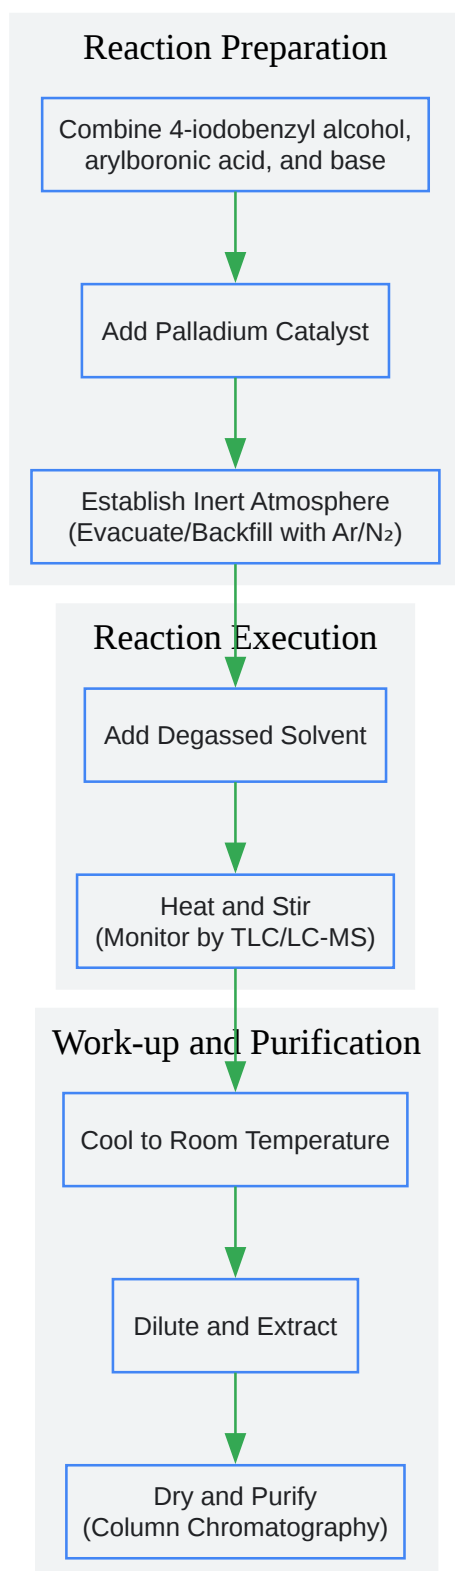 Reaction Preparation
Combine 4-iodobenzyl alcohol,
arylboronic acid, and base
Add Palladium Catalyst
Establish Inert Atmosphere
(Evacuate/Backfill with Ar/N₂)
Reaction Execution
Add Degassed Solvent
Heat and Stir
(Monitor by TLC/LC-MS)
Work-up and Purification
Cool to Room Temperature
Dilute and Extract
Dry and Purify
(Column Chromatography)